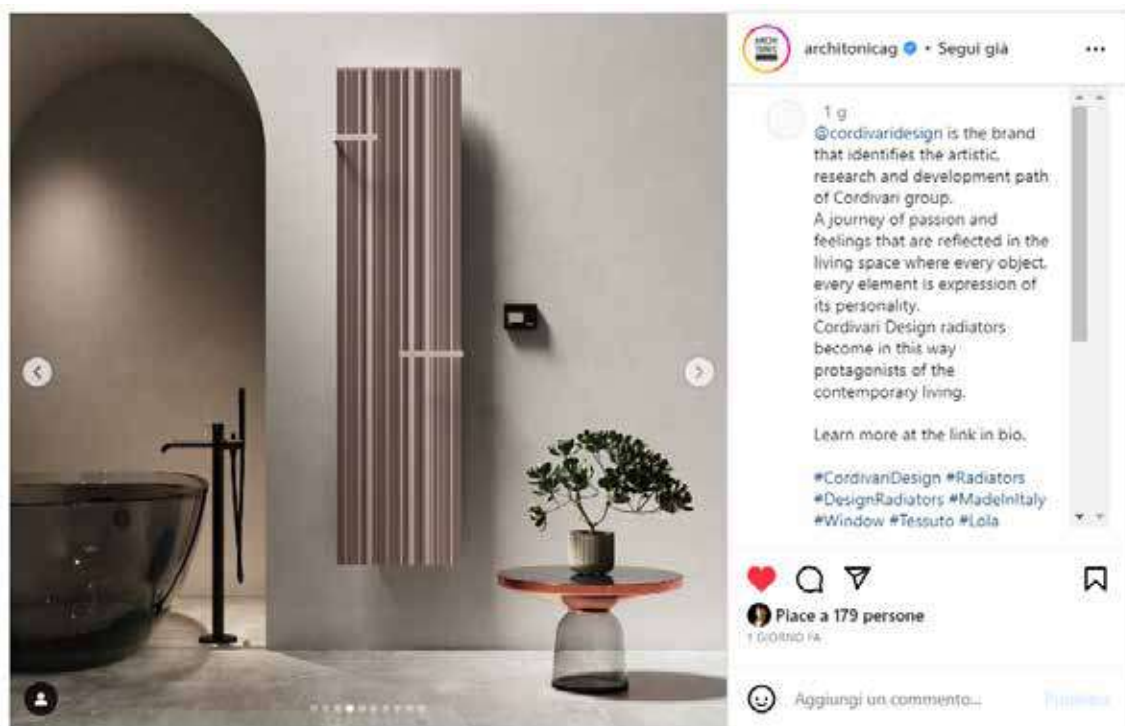 architonicag • Segui già
1 g
@cordivaridesign is the brand
that identifies the artistic,
research and development path
of Cordivari group.
A journey of passion and
feelings that are reflected in the
living space where every object,
every element is expression of
its personality.
Cordivari Design radiators
become in this way
protagonists of the
contemporary living.
Learn more at the link in bio.
#CordivariDesign #Radiators
#DesignRadiators #MadeinItaly
#Window #Tessuto #Lola
Piace a 179 persone
1 GIORNO FA
Aggiungi un commento...